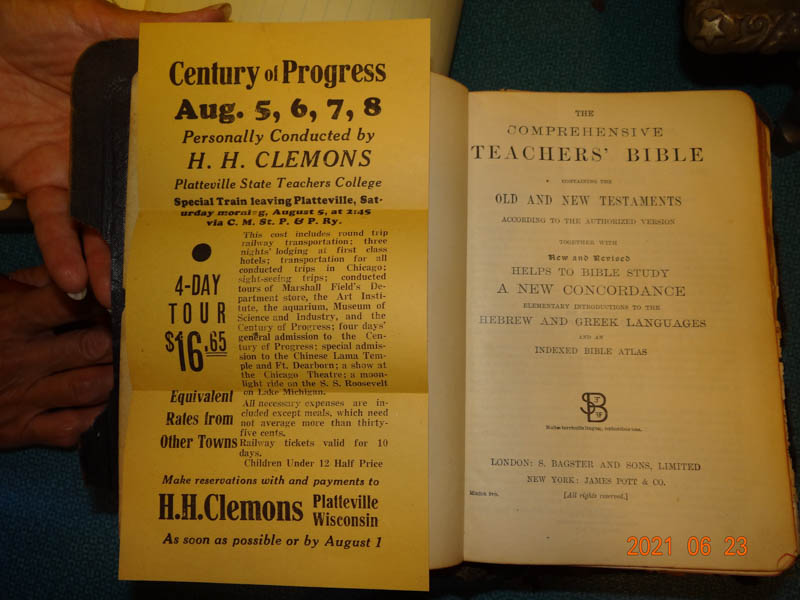 Century of Progress
Aug. 5, 6, 7, 8
Personally Conducted by
H. H. CLEMONS
Platteville State Teachers College
Special Train leaving Platteville, Sat-
urday morning, August 5, at 2:45
via C. M. St. P. & P. Ry.
4-DAY
TOUR
$16.65
Equivalent
Rates from
Other Towns
This cost includes round trip
railway transportation; three
nights' lodging at first class
hotels; transportation for all
conducted trips in Chicago;
sight-seeing trips; conducted
tours of Marshall Field's De-
partment store, the Art Insti-
tute, the aquarium, Museum of
Science and Industry, and the
Century of Progress; four days'
general admission to the Cen-
tury of Progress; special admis-
sion to the Chinese Lama Tem-
ple and Ft. Dearborn; a show at
the Chicago Theatre; a moon-
light ride on the S. S. Roosevelt
on Lake Michigan.
All necessary expenses are in-
cluded except meals, which need
not average more than thirty-
five cents.
Railway tickets valid for 10
days.
Children Under 12 Half Price
Make reservations with and payments to
H.H.Clemons Platteville
Wisconsin
As soon as possible or by August 1
THE
COMPREHENSIVE
TEACHERS' BIBLE
CONTAINING THE
OLD AND NEW TESTAMENTS
ACCORDING TO THE AUTHORIZED VERSION
TOGETHER WITH
New and Revised
HELPS TO BIBLE STUDY
A NEW CONCORDANCE
ELEMENTARY INTRODUCTIONS TO THE
HEBREW AND GREEK LANGUAGES
AND AN
INDEXED BIBLE ATLAS
LONDON: S. BAGSTER AND SONS, LIMITED
NEW YORK: JAMES POTT & CO.
Minion 8vo.
[All rights reserved.]
2021 06 23